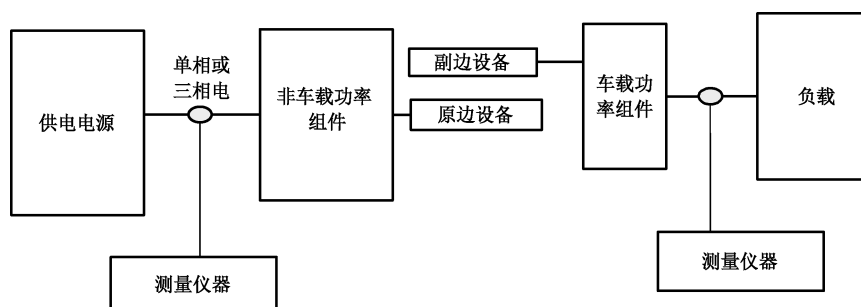 供电电源
单相或
三相电
非车载功率
组件
副边设备
原边设备
车载功
率组件
负载
测量仪器
测量仪器